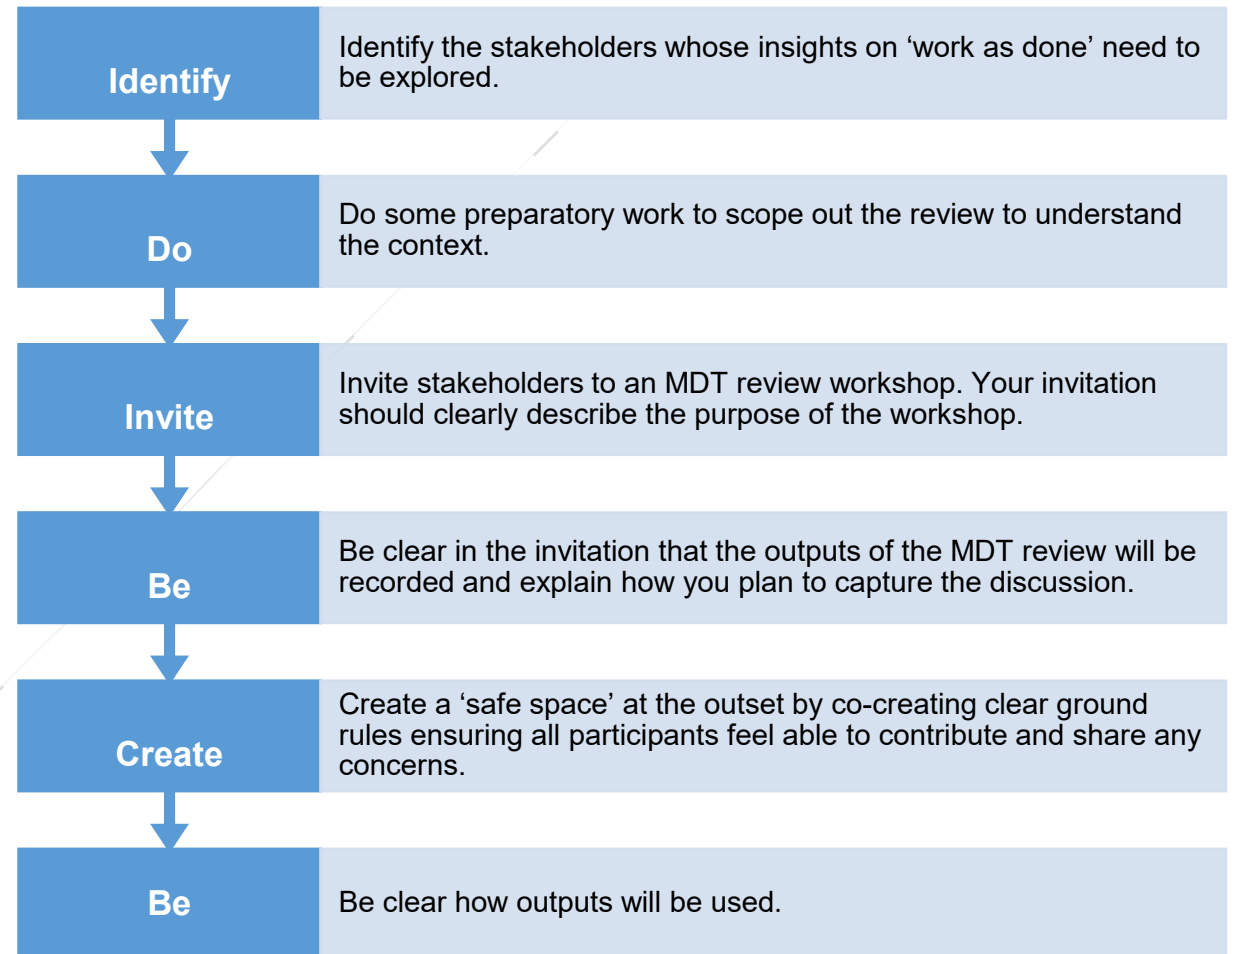 Identify
Identify the stakeholders whose insights on ‘work as done’ need to
be explored.
Do
Do some preparatory work to scope out the review to understand
the context.
Invite
Invite stakeholders to an MDT review workshop. Your invitation
should clearly describe the purpose of the workshop.
Be
Be clear in the invitation that the outputs of the MDT review will be
recorded and explain how you plan to capture the discussion.
Create
Create a ‘safe space’ at the outset by co-creating clear ground
rules ensuring all participants feel able to contribute and share any
concerns.
Be
Be clear how outputs will be used.